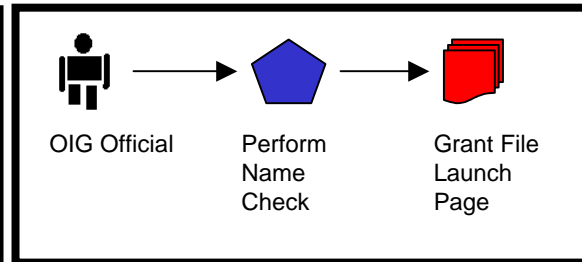 OIG Official
Perform
Name
Check
Grant File
Launch
Page